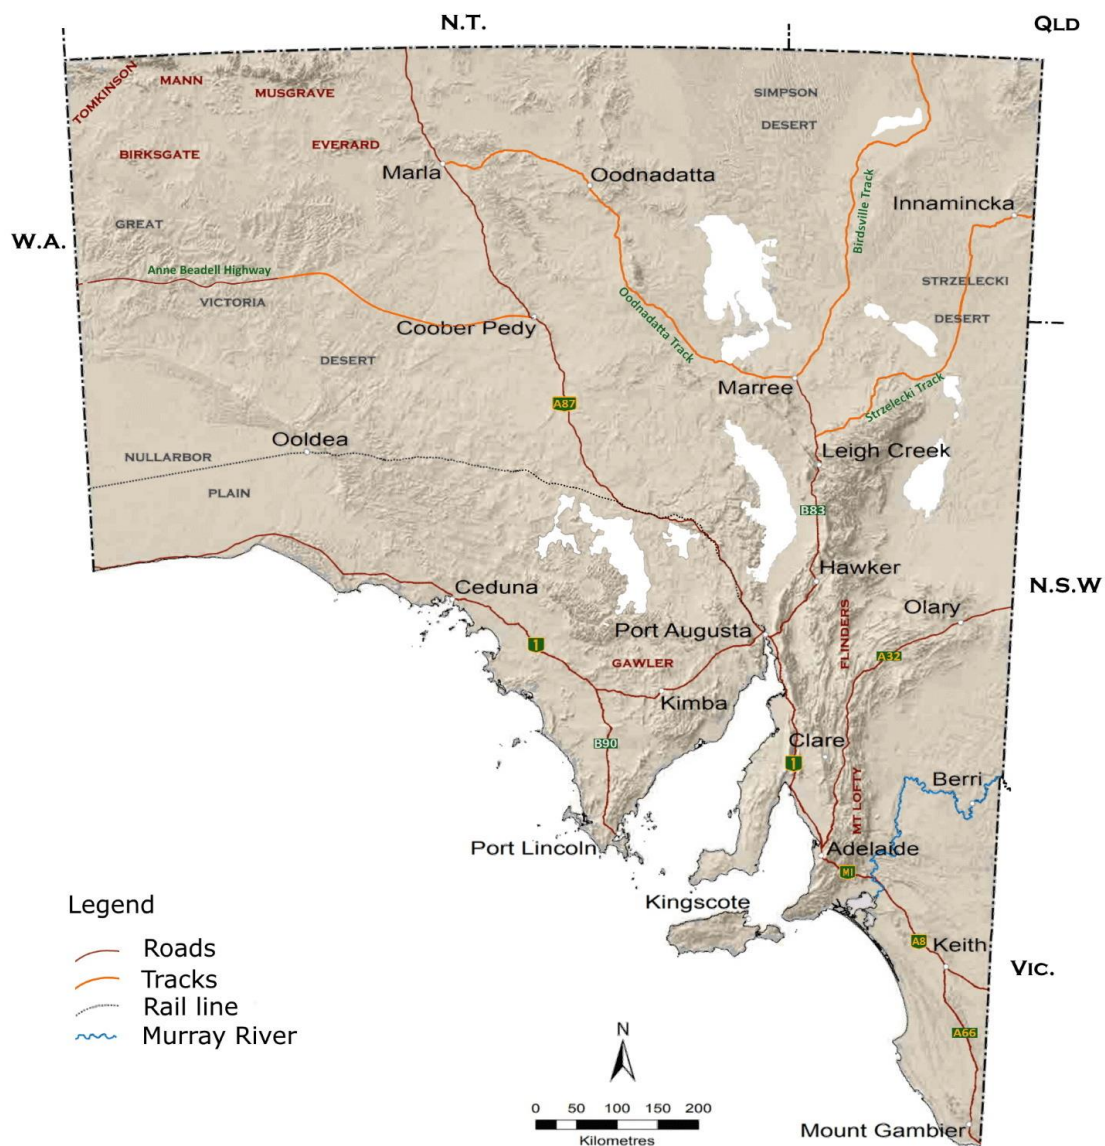 N.T.
QLD
TOMKINSON
MANN
MUSGRAVE
SIMPSON
DESERT
BIRKSGATE
EVERARD
Marla
Oodnadatta
Innamincka
GREAT
W.A.
Birdsville Track
Anne Beadell Highway
VICTORIA
STRZELECKI
DESERT
Oodnadatta Track
Coober Pedy
DESERT
Marree
A87
Strzelecki Track
Ooldea
NULLARBOR
PLAIN
Leigh Creek
B83
Hawker
Ceduna
N.S.W
Olary
Port Augusta
1
GAWLER
FLINDERS
A32
Kimba
B90
Clare
1
Berri
MT LOFTY
Port Lincoln
Adelaide
M1
Kingscote
Legend
Roads
Tracks
Rail line
Murray River
A8
Keith
VIC.
A66
N
0 50 100 150 200
Kilometres
Mount Gambier